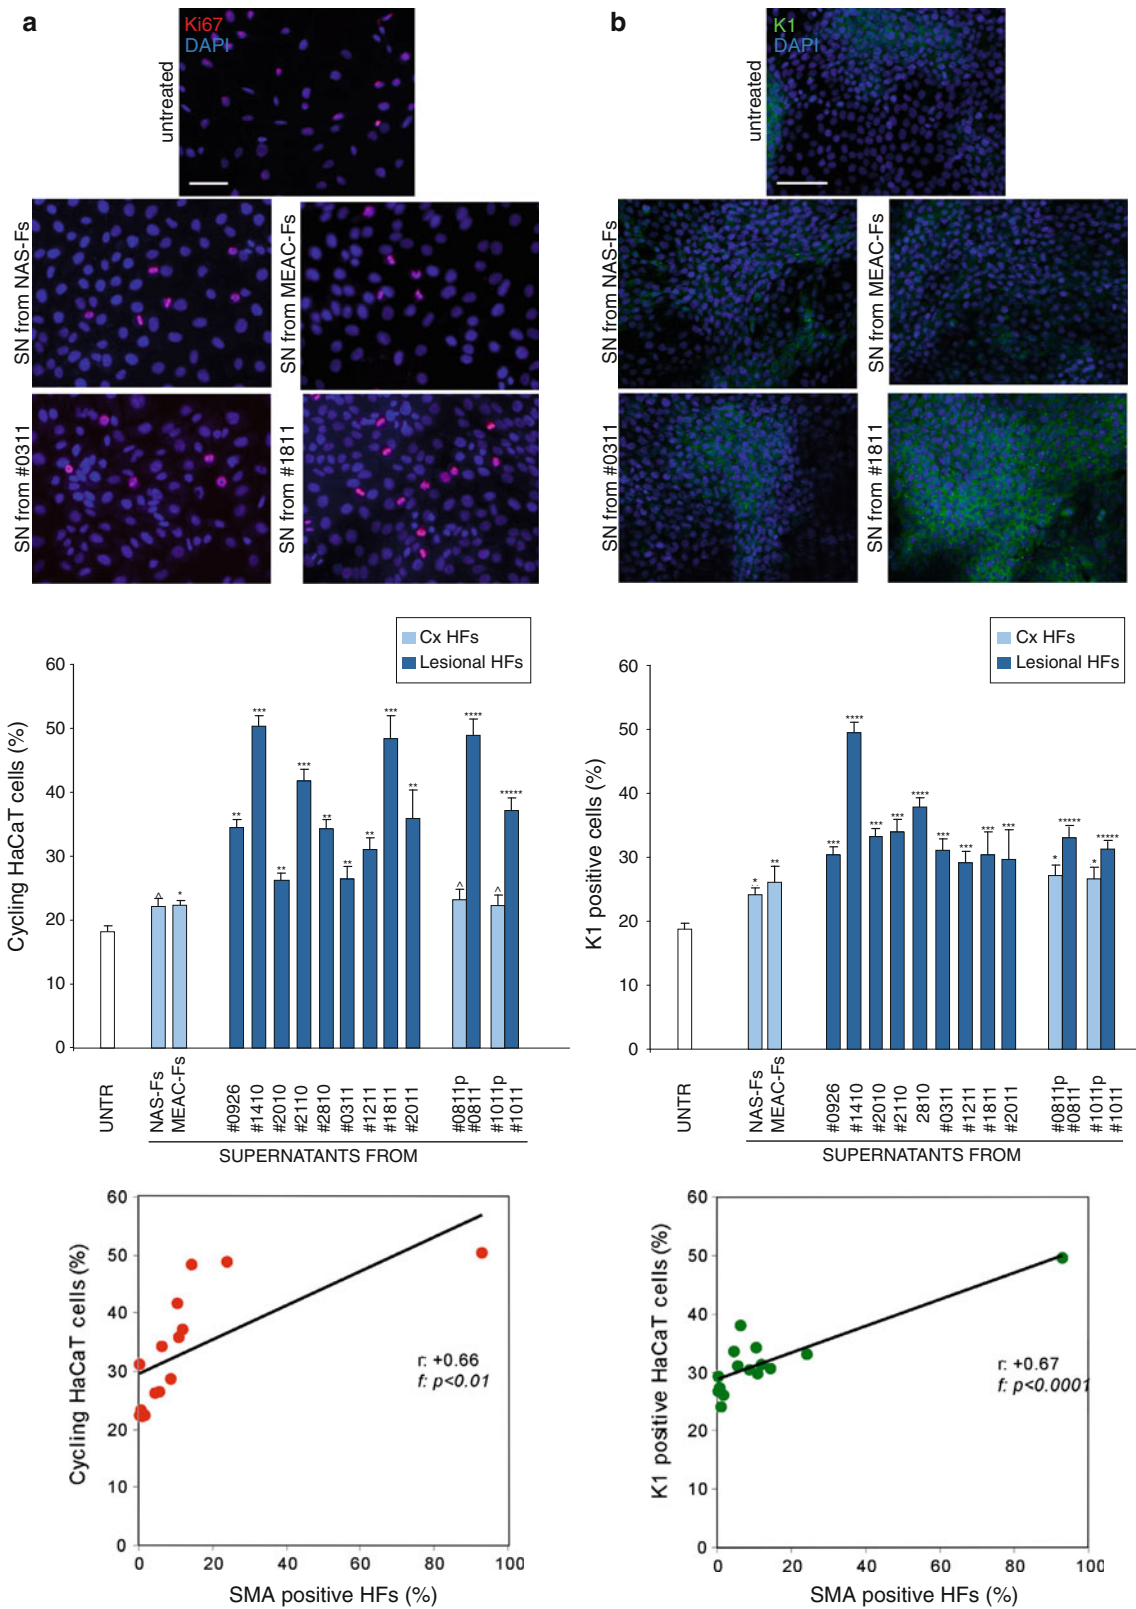 a
Ki67
DAPI
untreated
SN from NAS-Fs
SN from MEAC-Fs
SN from #0311
SN from #1811
Cx HFs
Lesional HFs
Cycling HaCaT cells (%)
60
50
40
30
20
10
0
^
*
**
***
**
***
**
**
**
***
**
^
****
^
*****
UNTR
NAS-Fs
MEAC-Fs
#0926
#1410
#2010
#2110
#2810
#0311
#1211
#1811
#2011
#0811p
#0811
#1011p
#1011
SUPERNATANTS FROM
Cycling HaCaT cells (%)
60
50
40
30
20
10
0
r: +0.66
f: p<0.01
0 20 40 60 80 100
SMA positive HFs (%)
b
K1
DAPI
untreated
SN from NAS-Fs
SN from MEAC-Fs
SN from #0311
SN from #1811
Cx HFs
Lesional HFs
K1 positive cells (%)
60
50
40
30
20
10
0
*
**
***
****
***
***
****
***
***
***
***
*
*****
*
*****
UNTR
NAS-Fs
MEAC-Fs
#0926
#1410
#2010
#2110
2810
#0311
#1211
#1811
#2011
#0811p
#0811
#1011p
#1011
SUPERNATANTS FROM
K1 positive HaCaT cells (%)
60
50
40
30
20
10
0
r: +0.67
f: p<0.0001
0 20 40 60 80 100
SMA positive HFs (%)